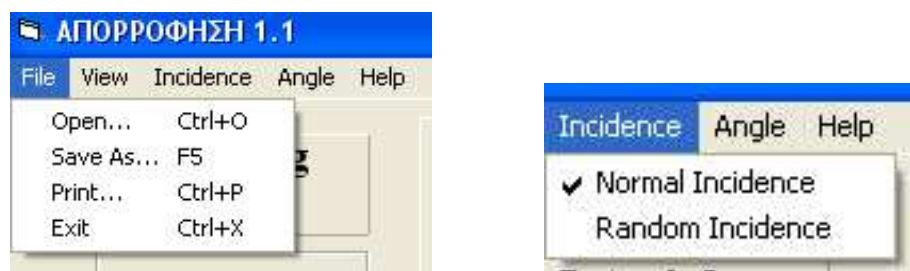 ΑΠΟΡΡΟΦΗΣΗ 1.1
File View Incidence Angle Help
Open... Ctrl+O
Save As... F5
Print... Ctrl+P
Exit Ctrl+X
g
Incidence Angle Help
Normal Incidence
Random Incidence